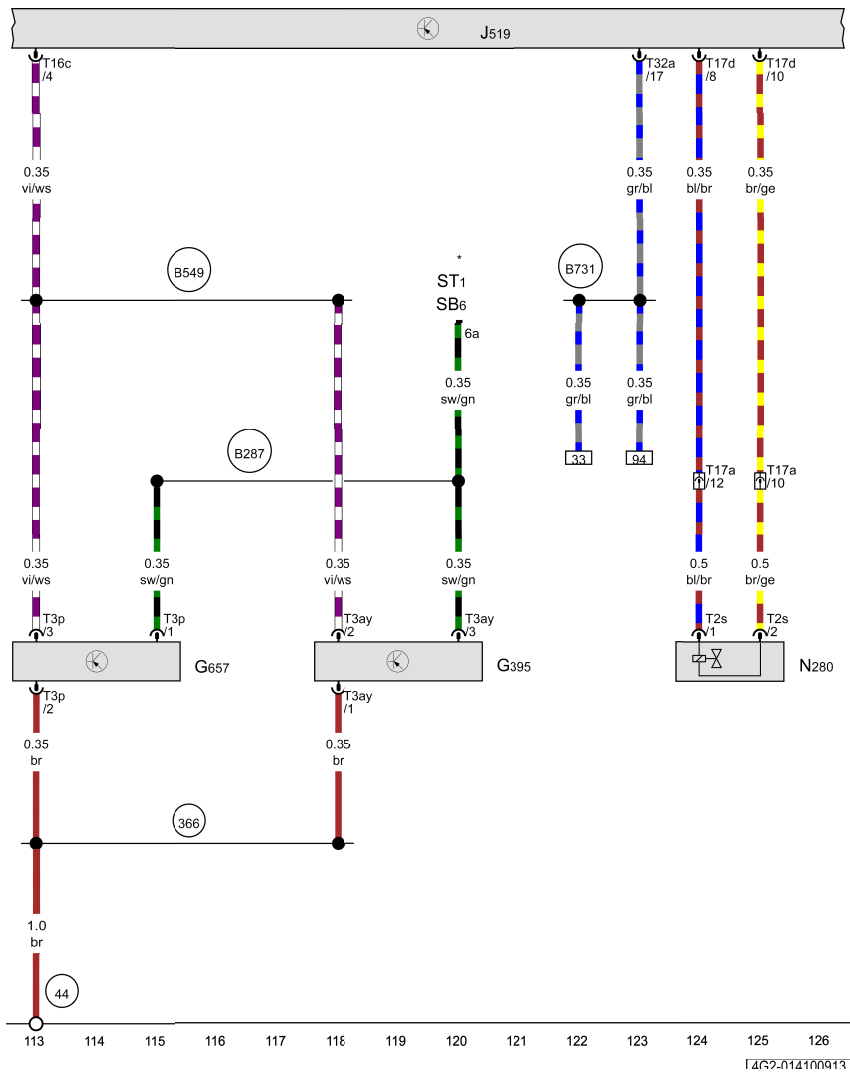 J519
T16c
/4
T32a
/17
T17d
/8
T17d
/10
0.35
vi/ws
0.35
gr/bl
0.35
bl/br
0.35
br/ge
B549
*
ST1
SB6
6a
B731
0.35
sw/gn
0.35
gr/bl
0.35
gr/bl
B287
33
94
T17a
/12
T17a
/10
0.35
vi/ws
0.35
sw/gn
0.35
vi/ws
0.35
sw/gn
0.5
bl/br
0.5
br/ge
T3p
/3
T3p
/1
T3ay
/2
T3ay
/3
T2s
/1
T2s
/2
G657
G395
N280
T3p
/2
T3ay
/1
0.35
br
0.35
br
366
1.0
br
44
113 114 115 116 117 118 119 120 121 122 123 124 125 126
4G2-014100913